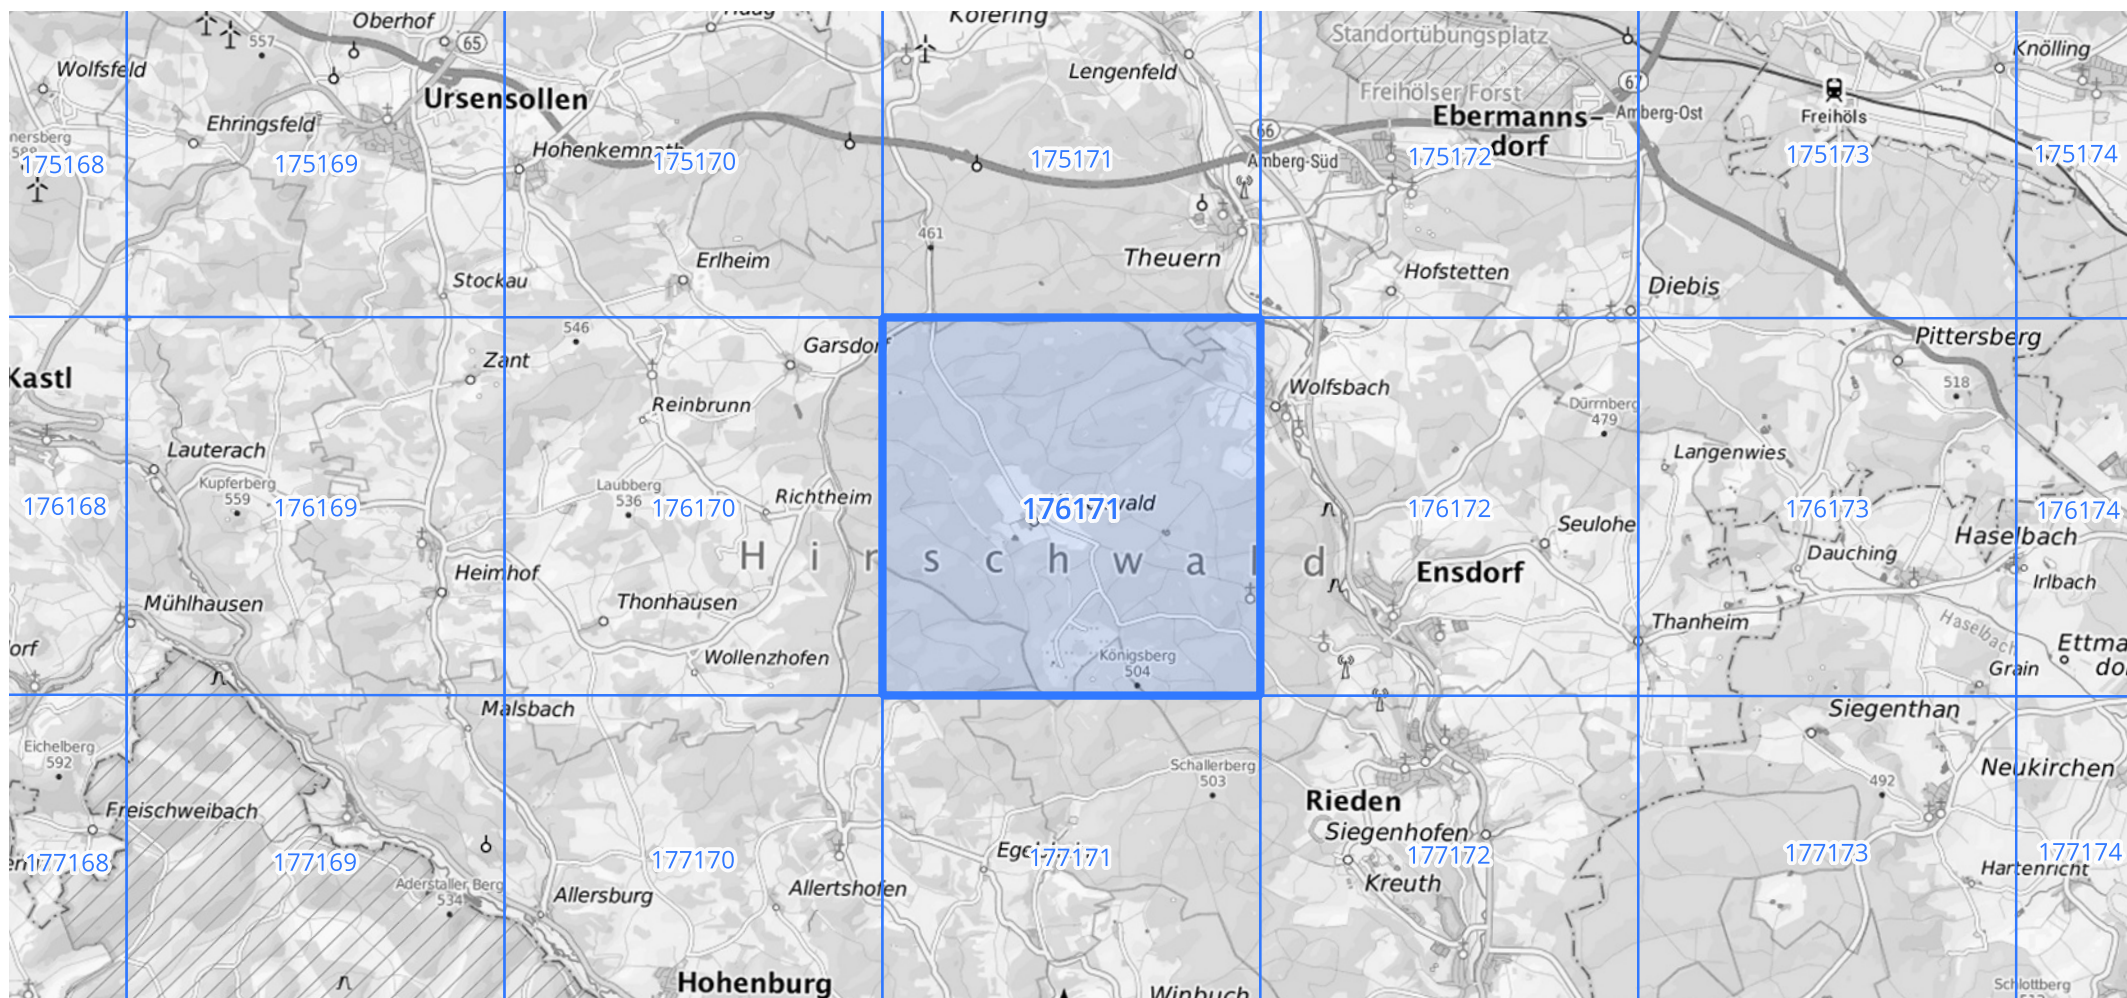 Oberhof
Kofering
65
557
Wolfsfeld
Lengenfeld
Standortübungsplatz
Knölling
67
Freihölser Forst
Ursensollen
Ebermanns-
dorf
Amberg-Ost
Freihöls
Ehringsfeld
66
Hohenkemnath
Amberg-Süd
175168
175169
175170
175171
175172
175173
175174
461
Theuern
Erlheim
Stockau
Hofstetten
Diebis
546
Garsdorf
Pittersberg
Zant
Kastl
Wolfsbach
518
Reinbrunn
Dürrnberg
479
Lauterach
Langenwies
Kupferberg
559
Laubberg
536
Richtheim
176168
176169
176170
176171
176172
176173
176174
Seulohe
Haselbach
Hirschwald
Dauching
Heimhof
Ensdorf
Irlbach
Mühlhausen
Thonhausen
Thanheim
Haselbach
Wollenzhofen
Königsberg
504
Grain
Malsbach
Siegenthan
Eichelberg
592
Schallerberg
503
Neukirchen
492
Freischweibach
Rieden
Siegenhofen
177168
177169
177170
177171
177172
177173
177174
Hartenricht
Kreuth
Aderstaller Berg
534
Allersburg
Allertshofen
Hohenburg
Winbuch
Schlottberg